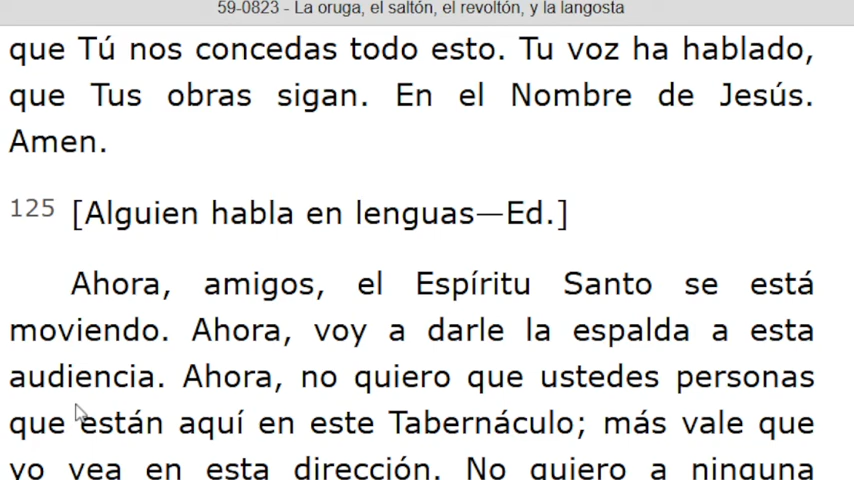 59-0823 - La oruga, el saltón, el revoltón, y la langosta
que Tú nos concedas todo esto. Tu voz ha hablado,
que Tus obras sigan. En el Nombre de Jesús.
Amen.
125 [Alguien habla en lenguas—Ed.]
Ahora, amigos, el Espíritu Santo se está
moviendo. Ahora, voy a darle la espalda a esta
audiencia. Ahora, no quiero que ustedes personas
que están aquí en este Tabernáculo; más vale que
yo vea en esta dirección. No quiero a ninguna